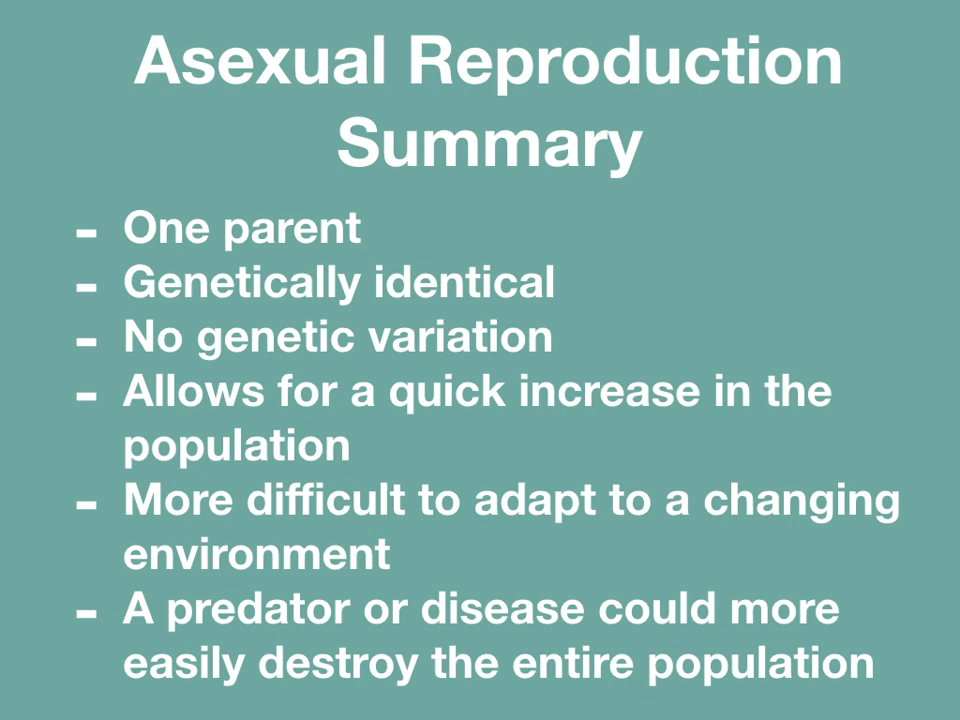 Asexual Reproduction
Summary
- One parent
- Genetically identical
- No genetic variation
- Allows for a quick increase in the
population
- More difficult to adapt to a changing
environment
- A predator or disease could more
easily destroy the entire population